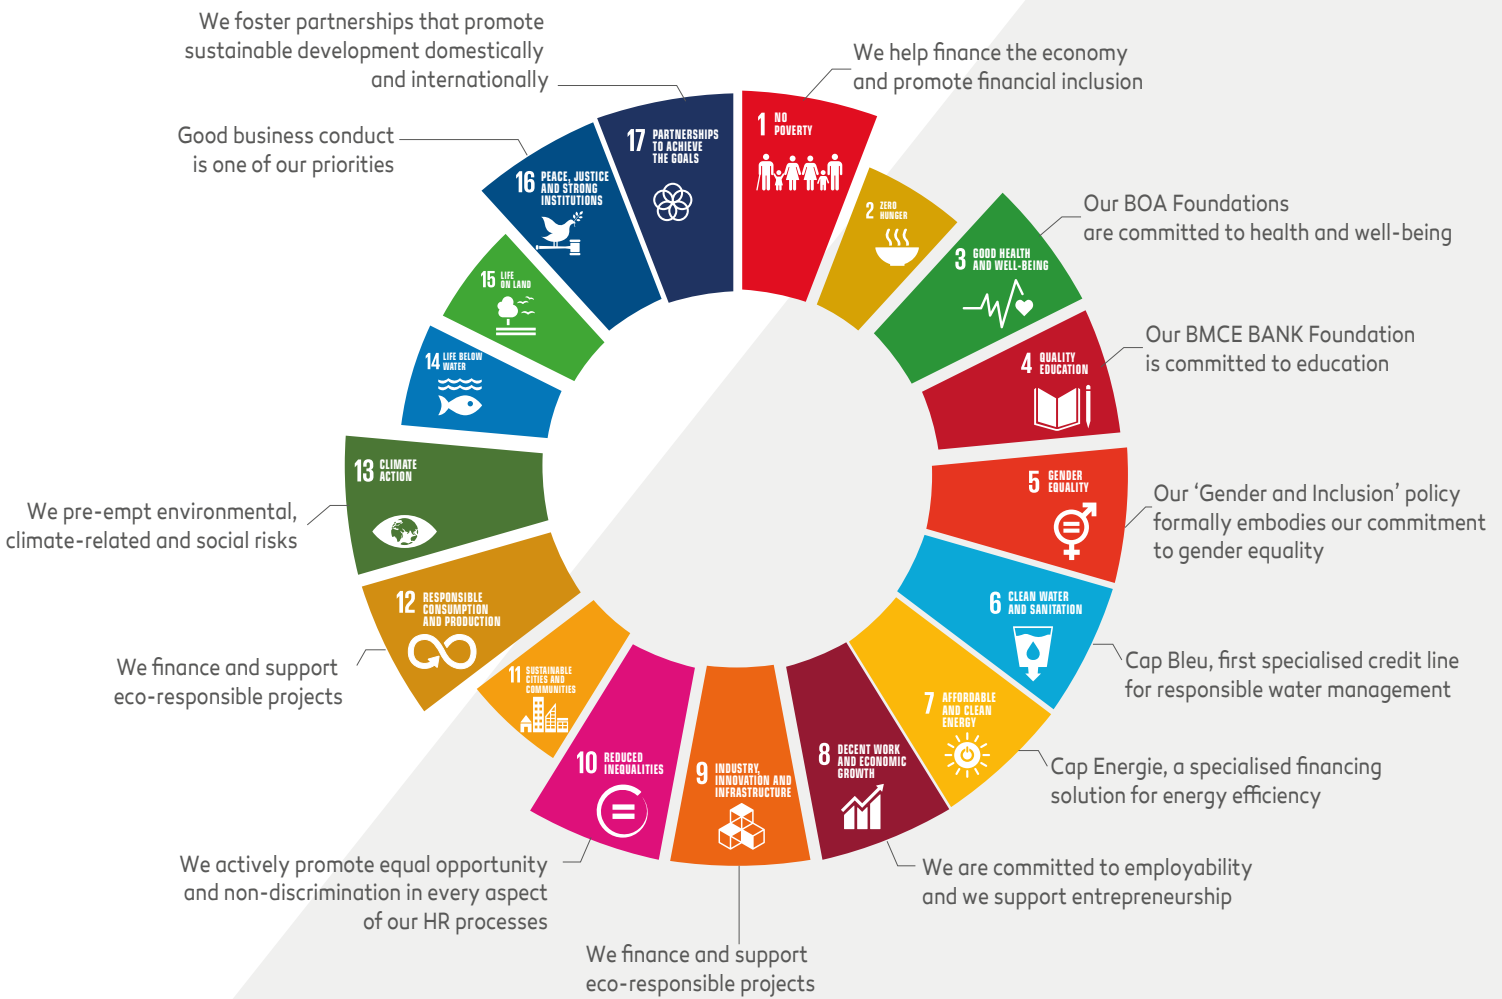 We foster partnerships that promote
sustainable development domestically
and internationally
We help finance the economy
and promote financial inclusion
Good business conduct
is one of our priorities
1 NO
POVERTY
17 PARTNERSHIPS
TO ACHIEVE
THE GOALS
16 PEACE, JUSTICE
AND STRONG
INSTITUTIONS
2 ZERO
HUNGER
Our BOA Foundations
are committed to health and well-being
3 GOOD HEALTH
AND WELL-BEING
15 LIFE
ON LAND
Our BMCE BANK Foundation
is committed to education
4 QUALITY
EDUCATION
14 LIFE BELOW
WATER
13 CLIMATE
ACTION
5 GENDER
EQUALITY
Our ‘Gender and Inclusion’ policy
formally embodies our commitment
to gender equality
We pre-empt environmental,
climate-related and social risks
12 RESPONSIBLE
CONSUMPTION
AND PRODUCTION
6 CLEAN WATER
AND SANITATION
We finance and support
eco-responsible projects
Cap Bleu, first specialised credit line
for responsible water management
11 SUSTAINABLE
CITIES AND
COMMUNITIES
7 AFFORDABLE
AND CLEAN
ENERGY
10 REDUCED
INEQUALITIES
9 INDUSTRY,
INNOVATION AND
INFRASTRUCTURE
8 DECENT WORK
AND ECONOMIC
GROWTH
Cap Energie, a specialised financing
solution for energy efficiency
We actively promote equal opportunity
and non-discrimination in every aspect
of our HR processes
We are committed to employability
and we support entrepreneurship
We finance and support
eco-responsible projects